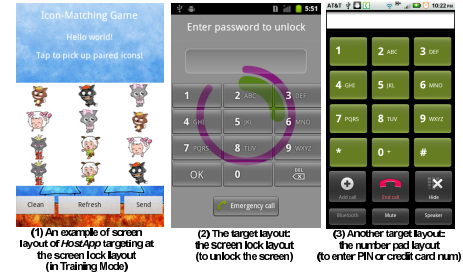 Icon-Matching Game
Hello world!
Tap to pick up paired icons!
Clean
Refresh
Send
(1) An example of screen
layout of HostApp targeting at
the screen lock layout
(in Training Mode)
5:51
Enter password to unlock
1
2 ABC
3 DEF
4 GHI
5 JKL
6 MNO
7 PQRS
8 TUV
9 WXYZ
OK
0
DEL
Emergency call
(2) The target layout:
the screen lock layout
(to unlock the screen)
AT&T
10:22 PM
1
2 ABC
3 DEF
4 GHI
5 JKL
6 MNO
7 PQRS
8 TUV
9 WXYZ
*
0 +
#
Add call
End call
Hide
Bluetooth
Mute
Speaker
(3) Another target layout:
the number pad layout
(to enter PIN or credit card num)